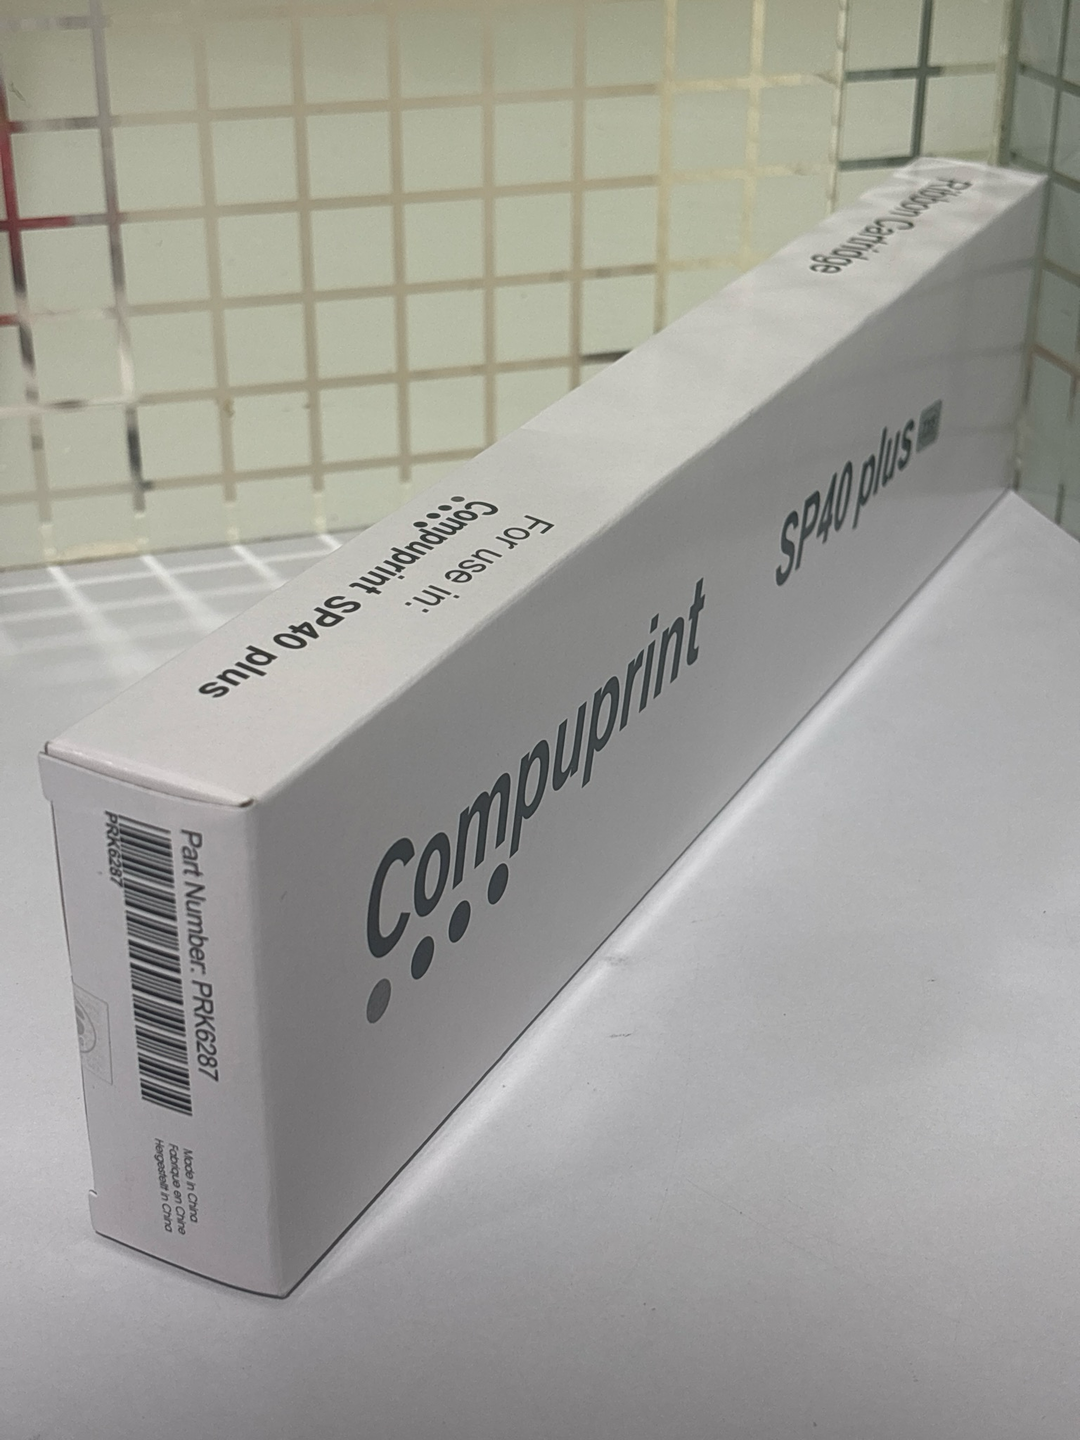 Ribbon Cartridge
For use in:
Compuprint SP40 plus
Compuprint
SP40 plus
Part Number: PRK6287
PRK6287
Made in China
Fabrique en Chine
Hergestellt in China